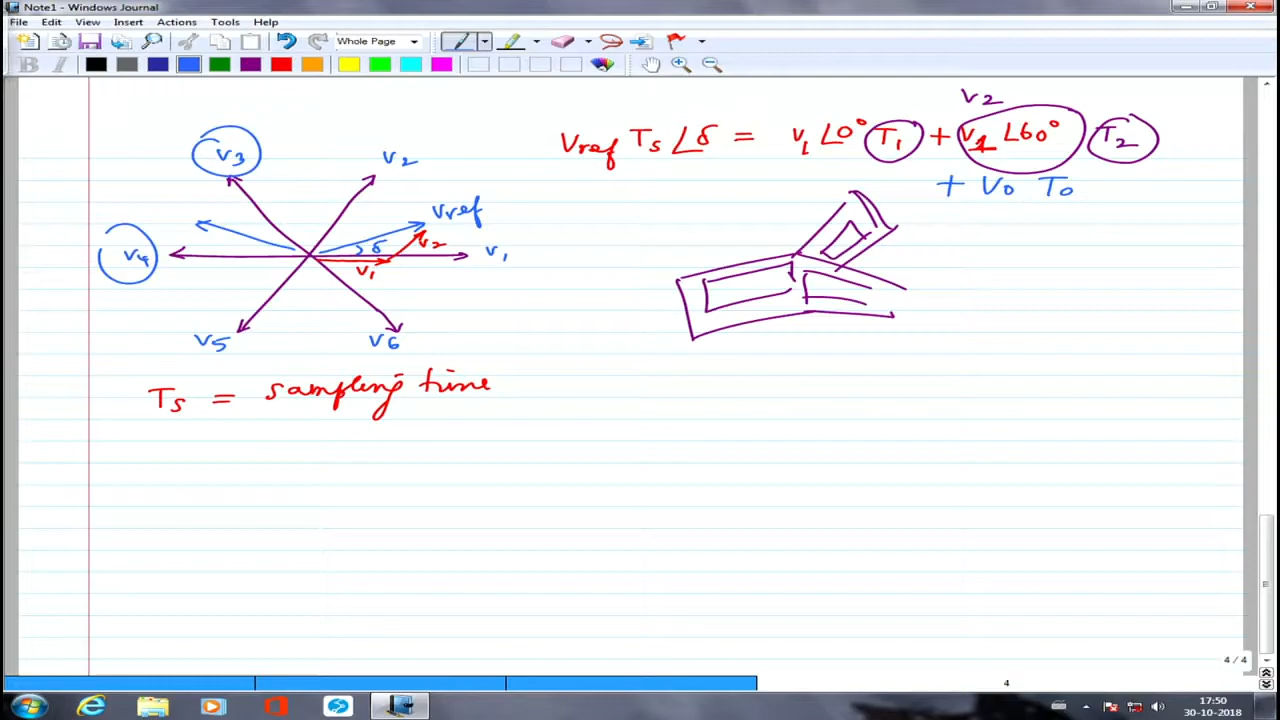 Note1 - Windows Journal
File Edit View Insert Actions Tools Help
Whole Page
B I
V2
Vref Ts ∠δ = V1 ∠0° T1 + V1 ∠60° T2
+ V0 T0
V3
V2
Vref
δ
V2
V4
V1
V1
V5
V6
Ts = sampling time
4 / 4
4
17:50
30-10-2018